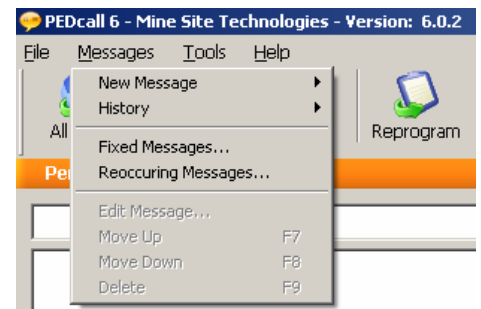 PEDcall 6 - Mine Site Technologies - Version: 6.0.2
File Messages Tools Help
New Message
History
All
Reprogram
Fixed Messages...
Reoccuring Messages...
Edit Message...
Move Up F7
Move Down F8
Delete F9